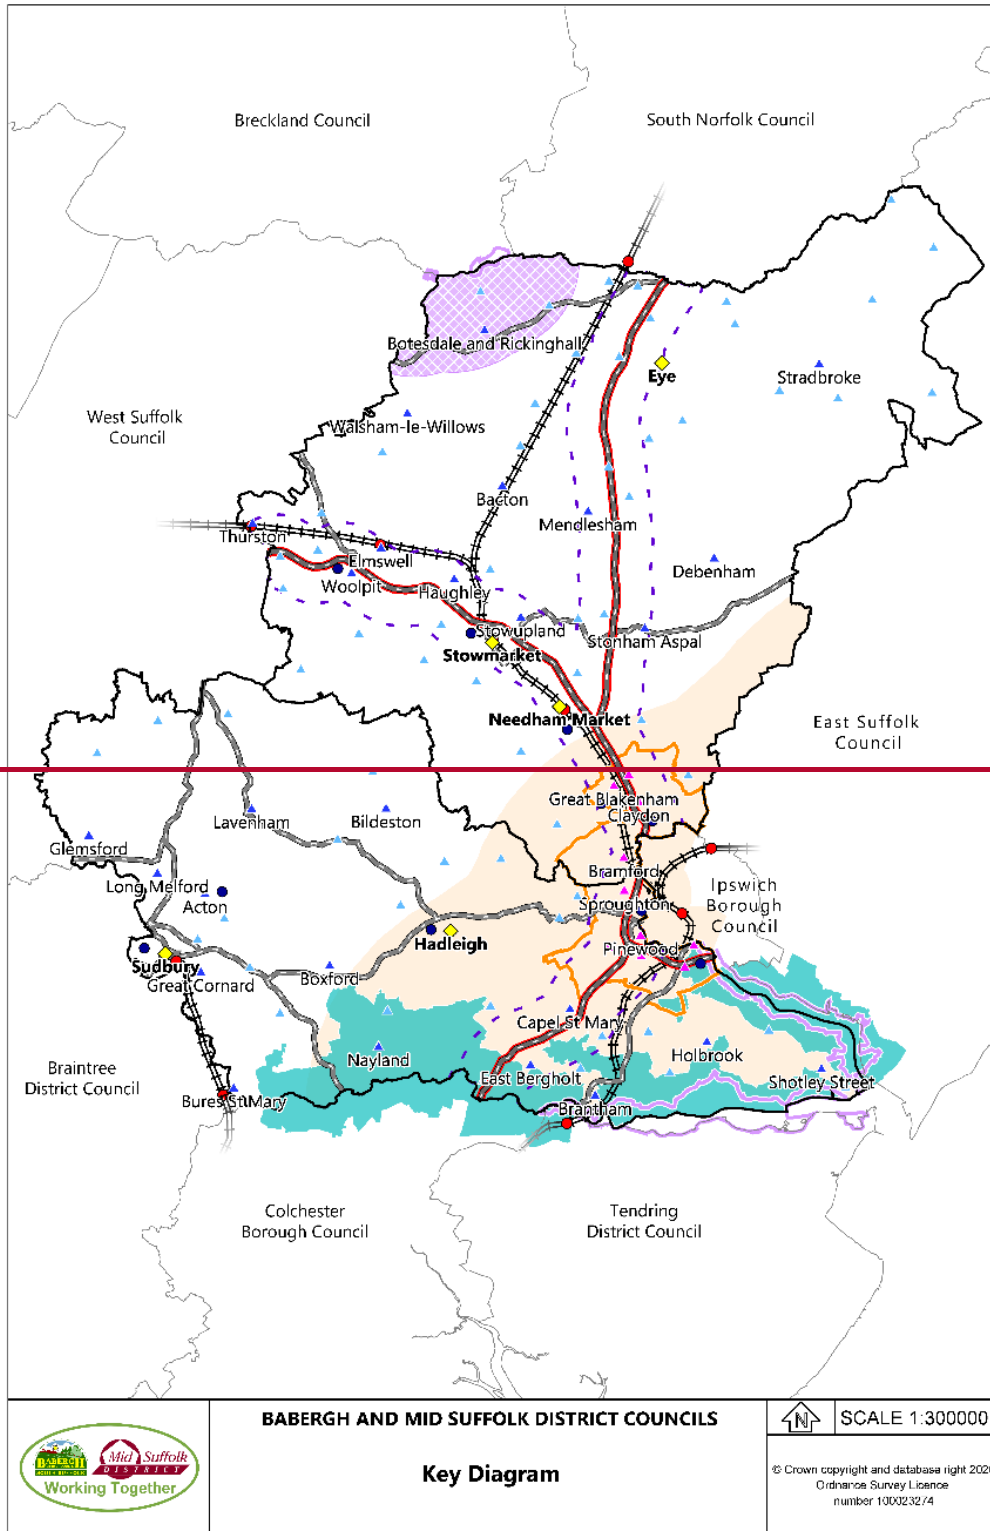 Breckland Council
South Norfolk Council
Botesdale and Rickinghall
Eye
Stradbroke
West Suffolk
Council
Walsham-le-Willows
Bacton
Mendlesham
Thurston
Elmswell
Debenham
Woolpit
Haughley
Stowupland
Stonham Aspal
Stowmarket
Needham Market
East Suffolk
Council
Great Blakenham
Claydon
Lavenham
Bildeston
Glemsford
Bramford
Long Melford
Acton
Sproughton
Ipswich
Borough
Council
Hadleigh
Pinewood
Sudbury
Great Cornard
Boxford
Capel St Mary
Nayland
Holbrook
Braintree
District Council
East Bergholt
Shotley Street
Bures St Mary
Brantham
Colchester
Borough Council
Tendring
District Council
BABERGH AND MID SUFFOLK DISTRICT COUNCILS
Key Diagram
N
SCALE 1:300000
BABERGH
Mid Suffolk
DISTRICT
Working Together
© Crown copyright and database right 202
Ordnance Survey Licence
number 100023274